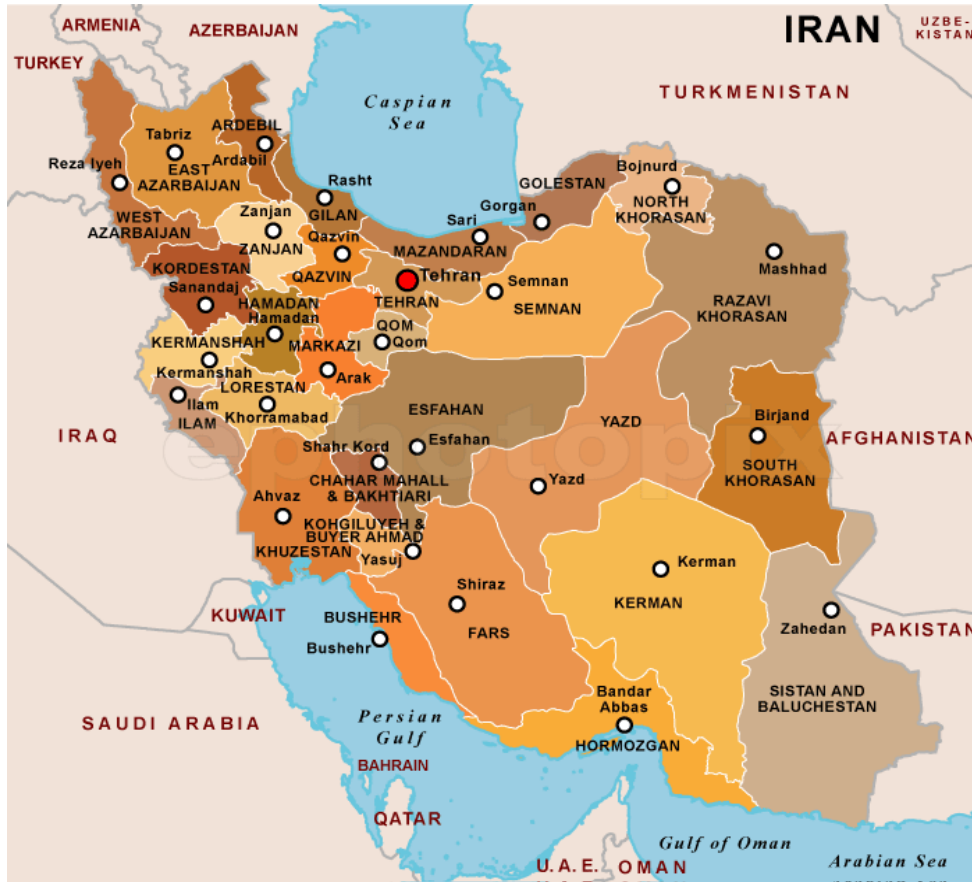 IRAN
UZBE-
KISTAN
ARMENIA
AZERBAIJAN
TURKEY
TURKMENISTAN
Caspian
Sea
Tabriz
ARDEBIL
Ardabil
EAST
AZARBAIJAN
Reza Iyeh
WEST
AZARBAIJAN
Rasht
GILAN
Zanjan
ZANJAN
Qazvin
QAZVIN
GOLESTAN
Gorgan
Sari
MAZANDARAN
Bojnurd
NORTH
KHORASAN
Mashhad
RAZAVI
KHORASAN
KORDESTAN
Sanandaj
HAMADAN
Hamadan
Tehran
TEHRAN
Semnan
SEMNAN
QOM
Qom
MARKAZI
Arak
KERMANSHAH
Kermanshah
LORESTAN
Khorramabad
Ilam
ILAM
IRAQ
ESFAHAN
Esfahan
YAZD
Yazd
Birjand
SOUTH
KHORASAN
AFGHANISTAN
ephotopix
Shahr Kord
CHAHAR MAHALL
& BAKHTIARI
Ahvaz
KHUZESTAN
KOHGILUYEH &
BUYER AHMAD
Yasuj
Kerman
KERMAN
Shiraz
FARS
KUWAIT
BUSHEHR
Bushehr
Zahedan
PAKISTAN
SISTAN AND
BALUCHESTAN
Bandar
Abbas
HORMOZGAN
SAUDI ARABIA
Persian
Gulf
BAHRAIN
QATAR
Gulf of Oman
U.A.E.
OMAN
Arabian Sea